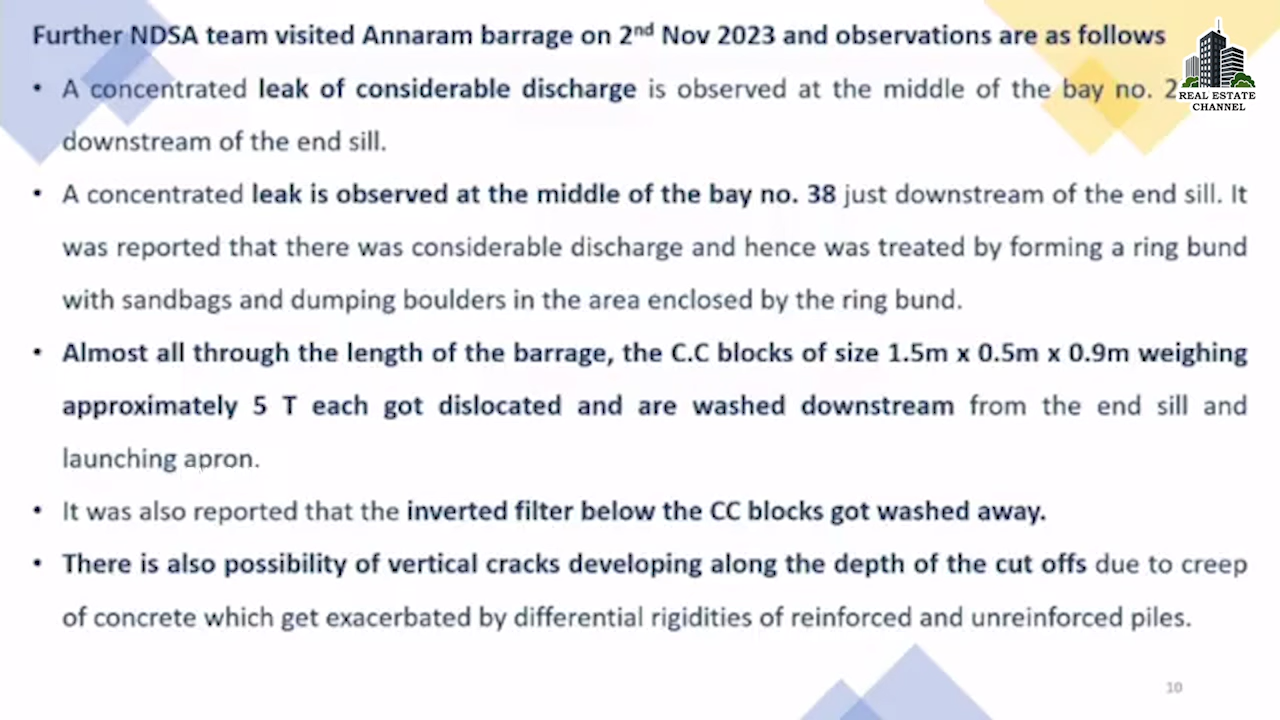 Further NDSA team visited Annaram barrage on 2nd Nov 2023 and observations are as follows
• A concentrated leak of considerable discharge is observed at the middle of the bay no.
downstream of the end sill.
• A concentrated leak is observed at the middle of the bay no. 38 just downstream of the end sill. It
was reported that there was considerable discharge and hence was treated by forming a ring bund
with sandbags and dumping boulders in the area enclosed by the ring bund.
• Almost all through the length of the barrage, the C.C blocks of size 1.5m x 0.5m x 0.9m weighing
approximately 5 T each got dislocated and are washed downstream from the end sill and
launching apron.
• It was also reported that the inverted filter below the CC blocks got washed away.
• There is also possibility of vertical cracks developing along the depth of the cut offs due to creep
of concrete which get exacerbated by differential rigidities of reinforced and unreinforced piles.
REAL ESTATE
CHANNEL
10